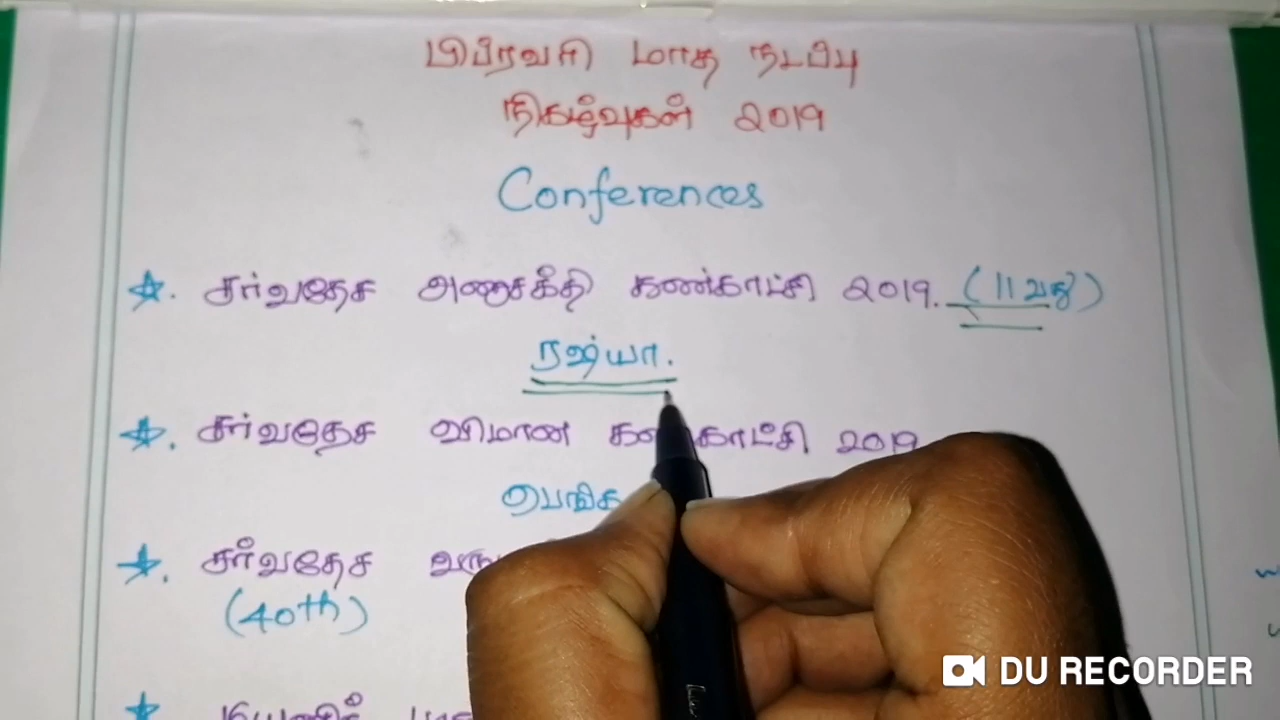 பிப்ரவரி மாத நடப்பு
நிகழ்வுகள் 2019
Conferences
சர்வதேச அணுசக்தி கண்காட்சி 2019. (11வது)
ரஷ்யா.
சர்வதேச விமான காட்சி 2019
சர்வதேச
(40th)
DU RECORDER